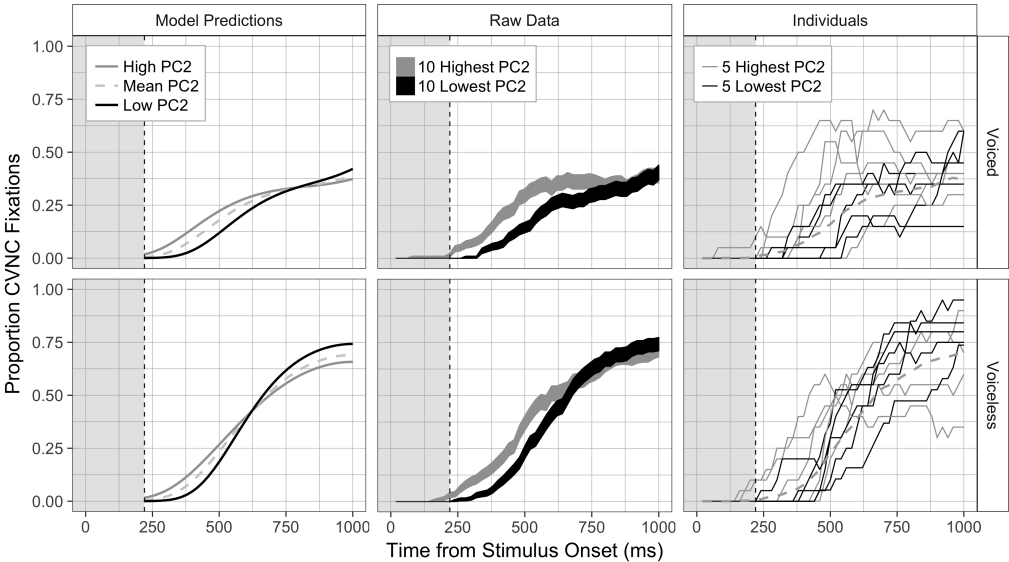 Model Predictions
Raw Data
Individuals
Proportion CVNC Fixations
1.00
0.75
0.50
0.25
0.00
High PC2
Mean PC2
Low PC2
10 Highest PC2
10 Lowest PC2
5 Highest PC2
5 Lowest PC2
Voiced
1.00
0.75
0.50
0.25
0.00
Voiceless
0 250 500 750 1000
0 250 500 750 1000
0 250 500 750 1000
Time from Stimulus Onset (ms)